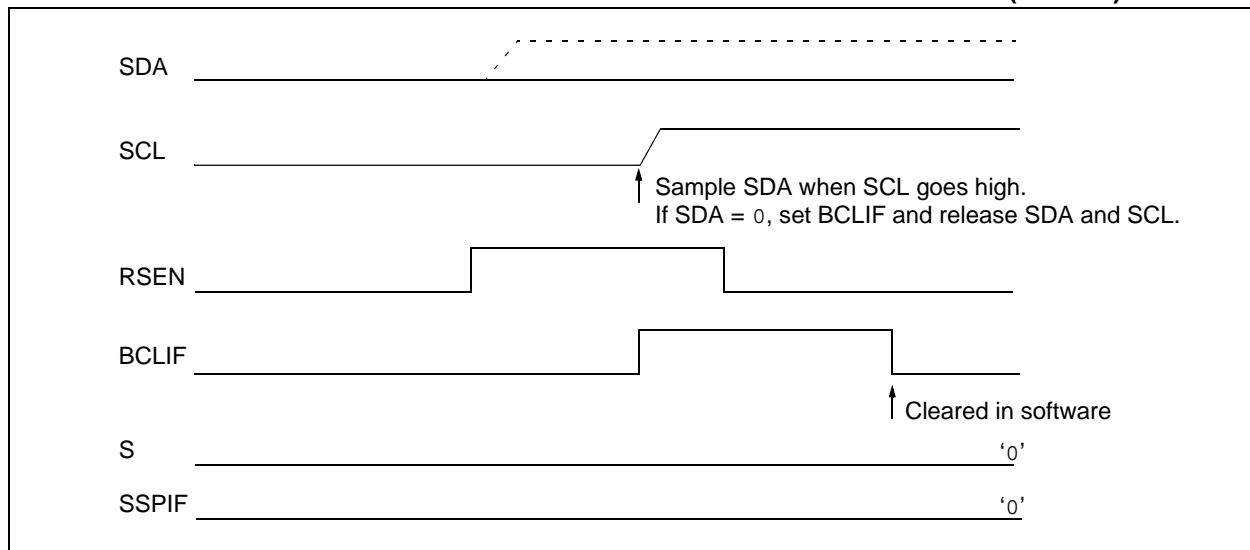 SDA
SCL
Sample SDA when SCL goes high.
If SDA = 0, set BCLIF and release SDA and SCL.
RSEN
BCLIF
Cleared in software
S
‘0’
SSPIF
‘0’